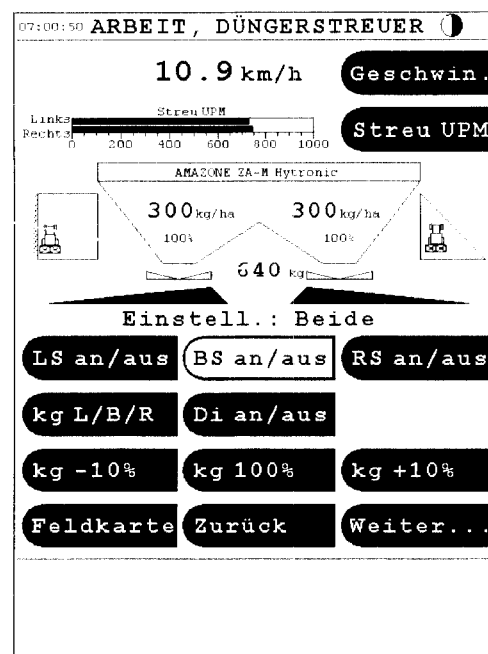 07:00:50 ARBEIT, DÜNGERSTREUER
10.9 km/h Geschwin.
Streu UPM
Links
Rechts
0 200 400 600 800 1000
Streu UPM
AMAZONE ZA-M Hytronic
300 kg/ha 300 kg/ha
100% 100%
640 kg
Einstell.: Beide
LS an/aus BS an/aus RS an/aus
kg L/B/R Di an/aus
kg -10% kg 100% kg +10%
Feldkarte Zurück Weiter...